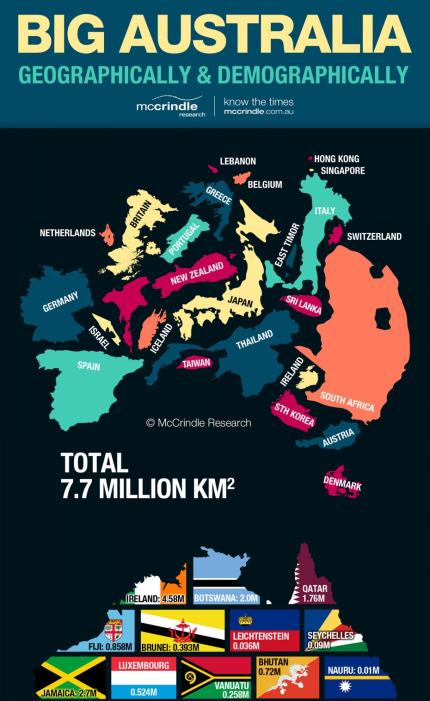 BIG AUSTRALIA
GEOGRAPHICALLY & DEMOGRAPHICALLY
mccrindle
research
know the times
mccrindle.com.au
LEBANON
HONG KONG
SINGAPORE
BELGIUM
GREECE
BRITAIN
ITALY
NETHERLANDS
PORTUGAL
EAST TIMOR
SWITZERLAND
NEW ZEALAND
GERMANY
JAPAN
SRI LANKA
ISRAEL
ICELAND
THAILAND
SPAIN
TAIWAN
IRELAND
SOUTH AFRICA
STH KOREA
© McCrindle Research
AUSTRIA
TOTAL
7.7 MILLION KM²
DENMARK
IRELAND: 4.58M
BOTSWANA: 2.0M
QATAR
1.76M
FIJI: 0.858M
BRUNEI: 0.393M
LEICHTENSTEIN
0.036M
SEYCHELLES
0.09M
JAMAICA: 2.7M
LUXEMBOURG
0.524M
VANUATU
0.258M
BHUTAN
0.72M
NAURU: 0.01M